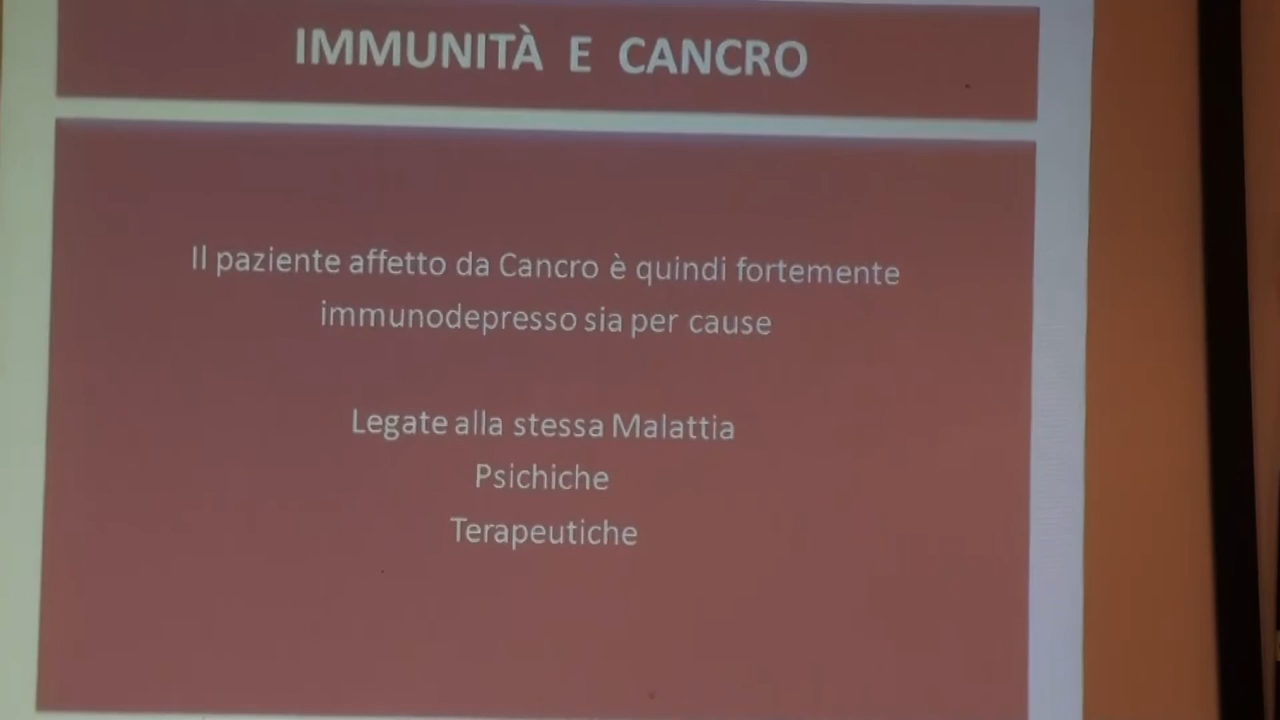 IMMUNITÀ E CANCRO
Il paziente affetto da Cancro è quindi fortemente
immunodepresso sia per cause
Legate alla stessa Malattia
Psichiche
Terapeutiche